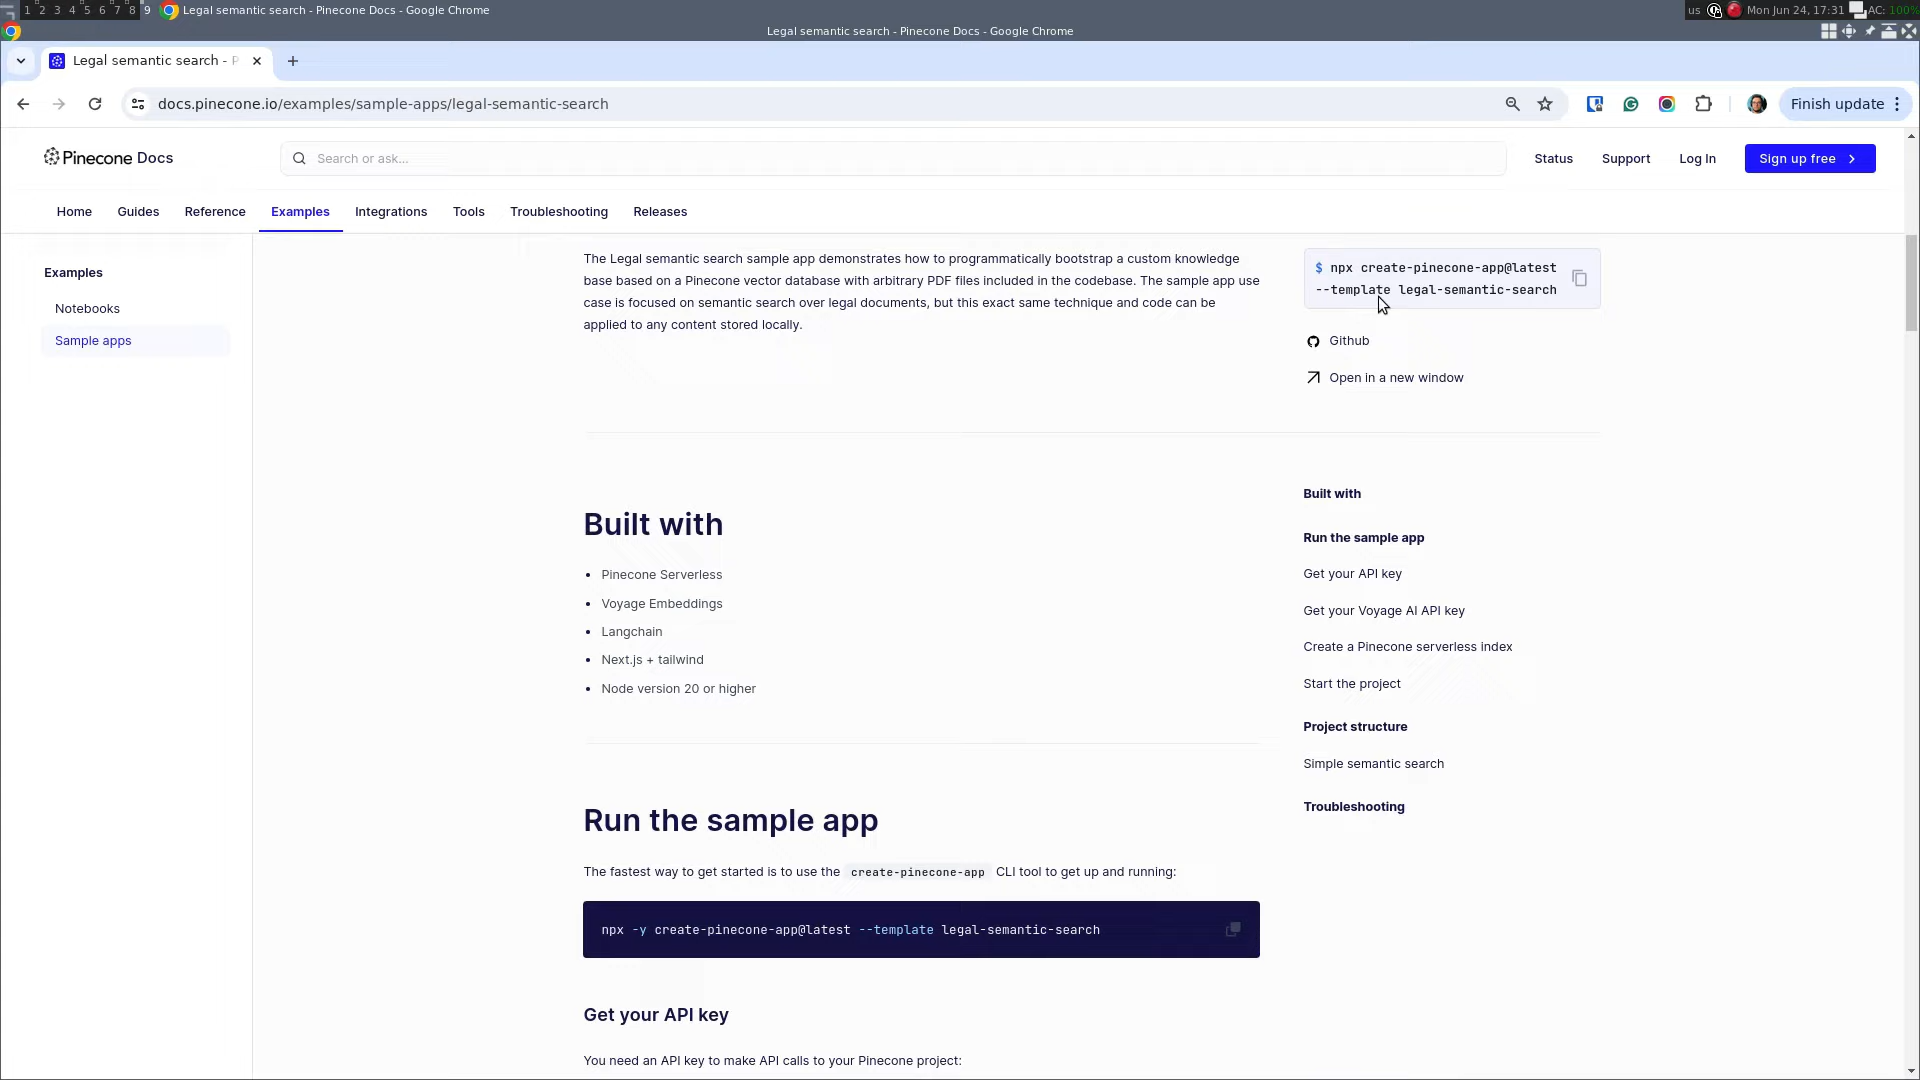 1 2 3 4 5 6 7 8 9 Legal semantic search - Pinecone Docs - Google Chrome
us Mon Jun 24, 17:31 AC: 100%
Legal semantic search - Pinecone Docs - Google Chrome
Legal semantic search - P
docs.pinecone.io/examples/sample-apps/legal-semantic-search
Finish update
Pinecone Docs
Search or ask...
Status
Support
Log In
Sign up free
Home
Guides
Reference
Examples
Integrations
Tools
Troubleshooting
Releases
Examples
Notebooks
Sample apps
The Legal semantic search sample app demonstrates how to programmatically bootstrap a custom knowledge
base based on a Pinecone vector database with arbitrary PDF files included in the codebase. The sample app use
case is focused on semantic search over legal documents, but this exact same technique and code can be
applied to any content stored locally.
$ npx create-pinecone-app@latest
--template legal-semantic-search
Github
Open in a new window
Built with
Pinecone Serverless
Voyage Embeddings
Langchain
Next.js + tailwind
Node version 20 or higher
Run the sample app
The fastest way to get started is to use the create-pinecone-app CLI tool to get up and running:
npx -y create-pinecone-app@latest --template legal-semantic-search
Get your API key
You need an API key to make API calls to your Pinecone project:
Built with
Run the sample app
Get your API key
Get your Voyage AI API key
Create a Pinecone serverless index
Start the project
Project structure
Simple semantic search
Troubleshooting